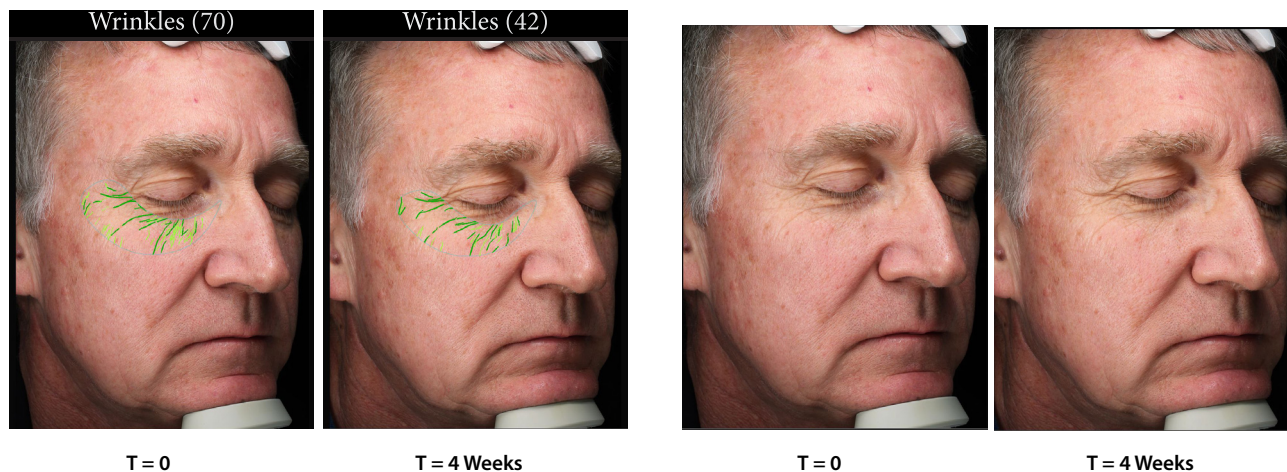 Wrinkles (70)
Wrinkles (42)
T = 0
T = 4 Weeks
T = 0
T = 4 Weeks